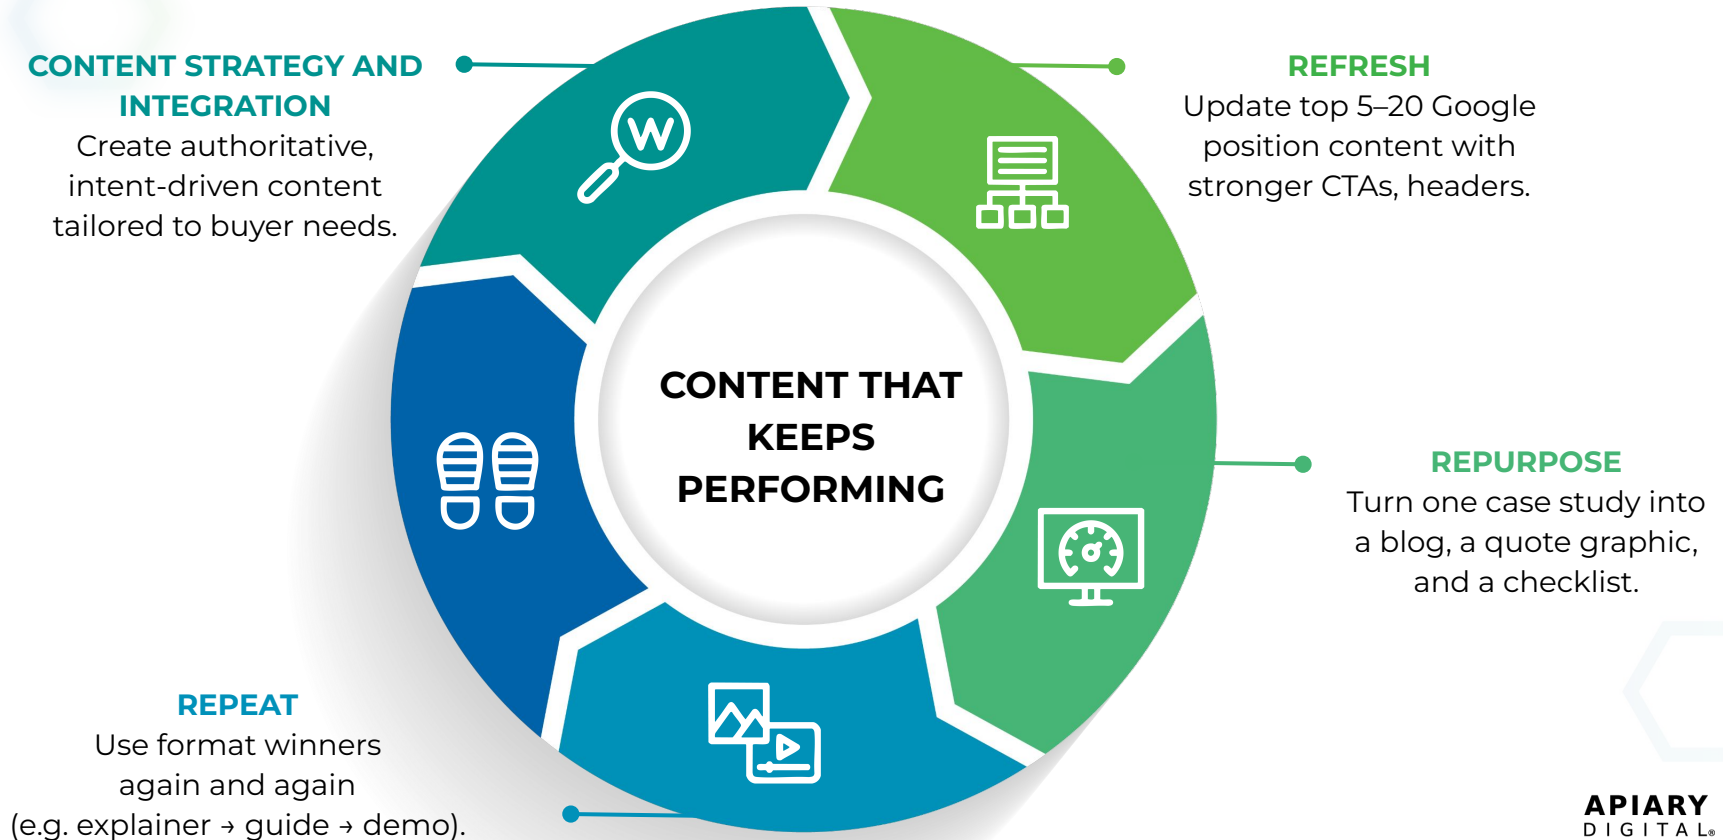 CONTENT STRATEGY AND
INTEGRATION
Create authoritative,
intent-driven content
tailored to buyer needs.
W
REFRESH
Update top 5–20 Google
position content with
stronger CTAs, headers.
CONTENT THAT
KEEPS
PERFORMING
REPURPOSE
Turn one case study into
a blog, a quote graphic,
and a checklist.
REPEAT
Use format winners
again and again
(e.g. explainer → guide → demo).
APIARY
DIGITAL®